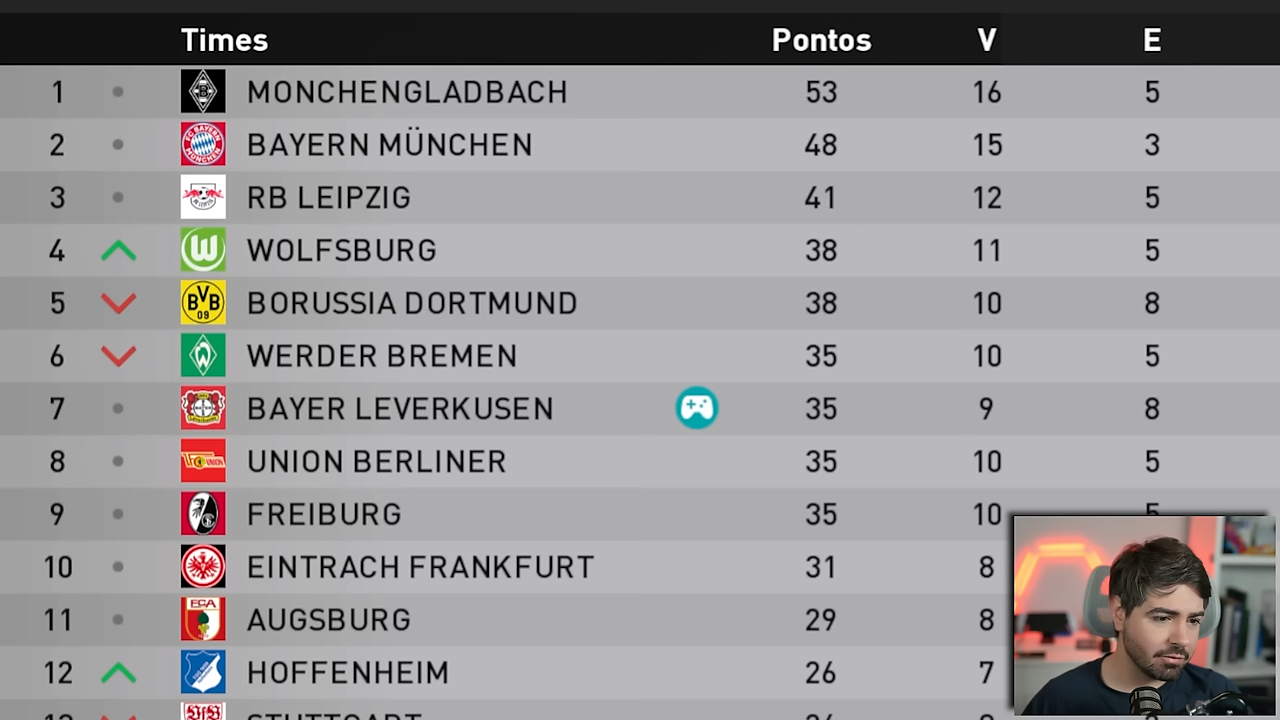 Times Pontos V E
1 MONCHENGLADBACH 53 16 5
2 BAYERN MÜNCHEN 48 15 3
3 RB LEIPZIG 41 12 5
4 WOLFSBURG 38 11 5
5 BORUSSIA DORTMUND 38 10 8
6 WERDER BREMEN 35 10 5
7 BAYER LEVERKUSEN 35 9 8
8 UNION BERLINER 35 10 5
9 FREIBURG 35 10 5
10 EINTRACH FRANKFURT 31 8
11 AUGSBURG 29 8
12 HOFFENHEIM 26 7
STUTTGART